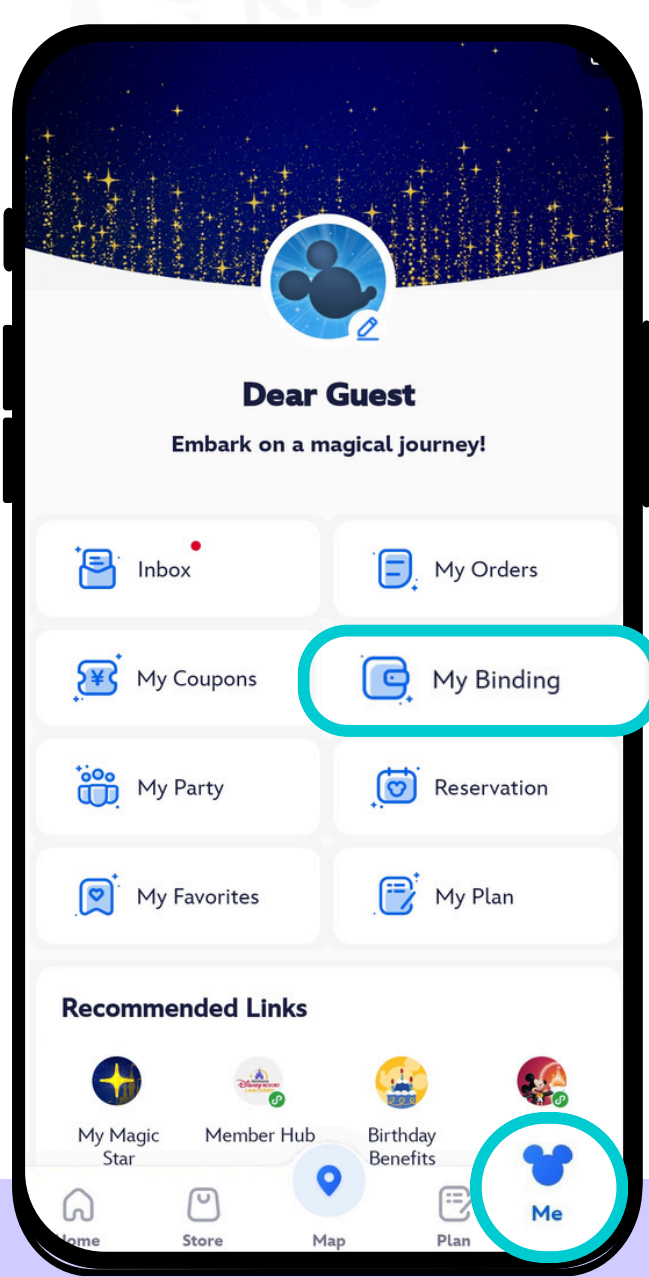 Dear Guest
Embark on a magical journey!
Inbox
My Orders
¥
My Coupons
My Binding
My Party
Reservation
My Favorites
My Plan
Recommended Links
My Magic
Star
Member Hub
Birthday
Benefits
Home
Store
Map
Plan
Me